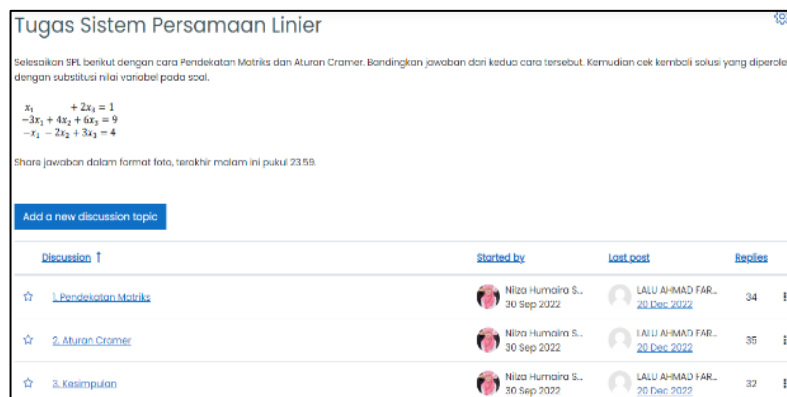 Tugas Sistem Persamaan Linier
Selesaikan SPL berikut dengan cara Pendekatan Matriks dan Aturan Cramer. Bandingkan jawaban dari kedua cara tersebut. Kemudian cek kembali solusi yang diperole
dengan substitusi nilai variabel pada soal.
x₁ + 2x₃ = 1
−3x₁ + 4x₂ + 6x₃ = 9
−x₁ − 2x₂ + 3x₃ = 4
Share jawaban dalam format foto, terakhir malam ini pukul 23.59.
Add a new discussion topic
Discussion ↑ Started by Last post Replies
1. Pendekatan Matriks Nilza Humaira S... LALU AHMAD FAR... 34
30 Sep 2022 20 Dec 2022
2. Aturan Cramer Nilza Humaira S... LALU AHMAD FAR... 35
30 Sep 2022 20 Dec 2022
3. Kesimpulan Nilza Humaira S... LALU AHMAD FAR... 32
30 Sep 2022 20 Dec 2022